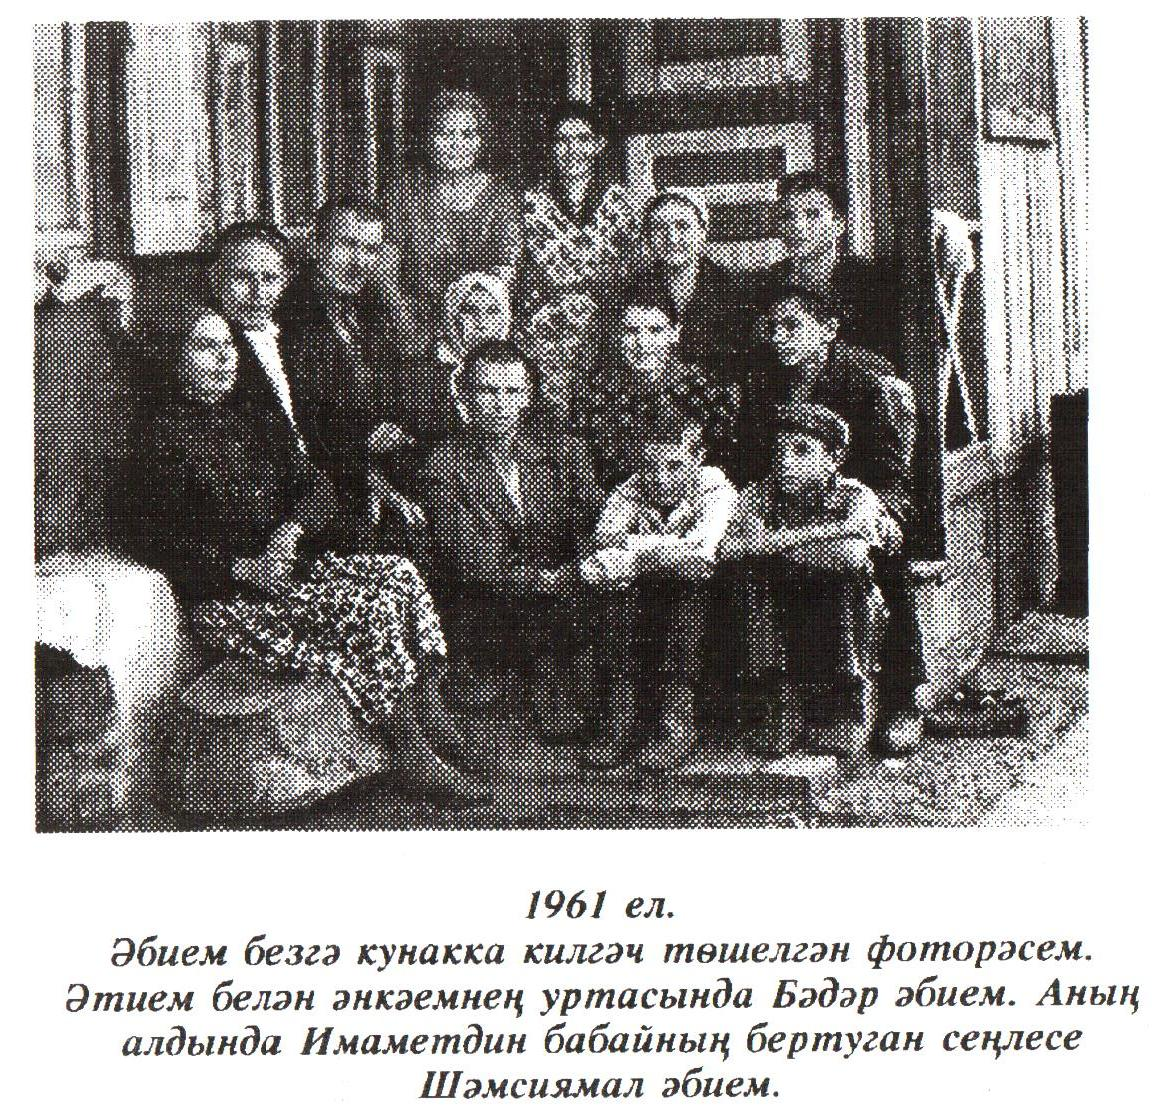 1961 ел.
Әбием безгә кунакка килгәч төшелгән фоторәсем.
Әтием белән әнкәемнең уртасында Бәдәр әбием. Аның
алдында Имаметдин бабайның бертуган сеңлесе
Шәмсиямал әбием.